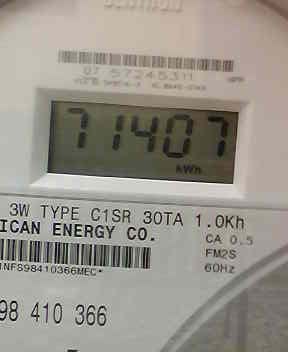 07 57245311
71407
kWh
3W TYPE C1SR 30TA 1.0Kh
ICAN ENERGY CO.
CA 0.5
FM2S
60Hz
1NFS98410366MEC*
98 410 366